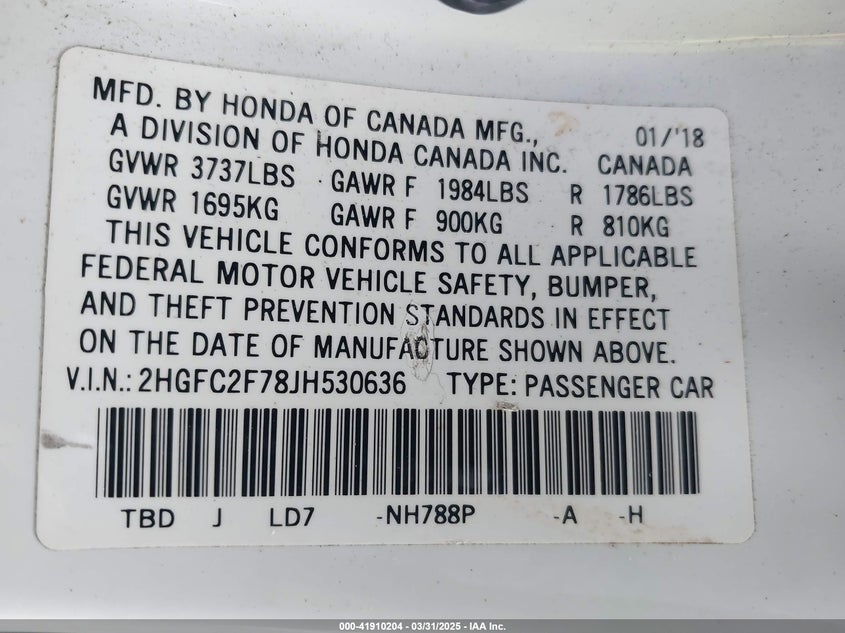 MFD. BY HONDA OF CANADA MFG., 01/'18
A DIVISION OF HONDA CANADA INC. CANADA
GVWR 3737LBS GAWR F 1984LBS R 1786LBS
GVWR 1695KG GAWR F 900KG R 810KG
THIS VEHICLE CONFORMS TO ALL APPLICABLE
FEDERAL MOTOR VEHICLE SAFETY, BUMPER,
AND THEFT PREVENTION STANDARDS IN EFFECT
ON THE DATE OF MANUFACTURE SHOWN ABOVE.
V.I.N.: 2HGFC2F78JH530636 TYPE: PASSENGER CAR
TBD J LD7 -NH788P -A -H
000-41910204 - 03/31/2025 - IAA Inc.